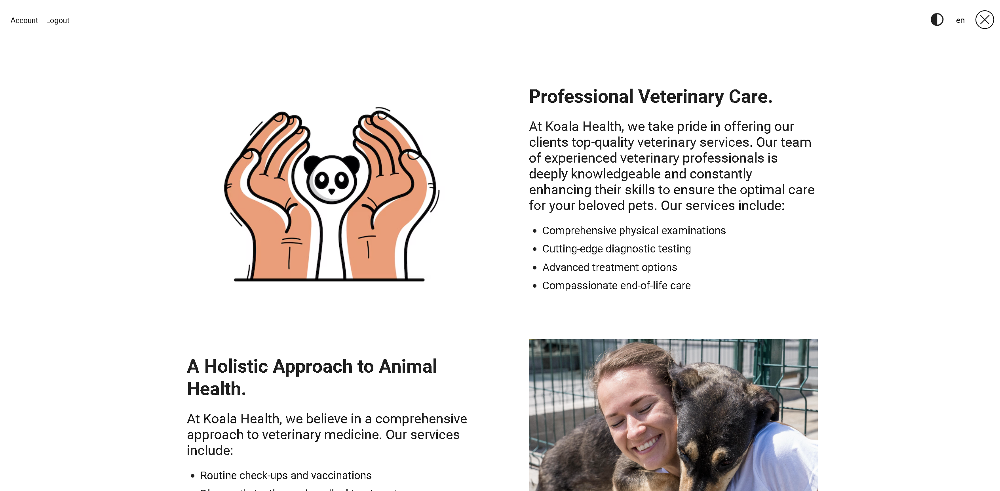 Account Logout
en
Professional Veterinary Care.
At Koala Health, we take pride in offering our
clients top-quality veterinary services. Our team
of experienced veterinary professionals is
deeply knowledgeable and constantly
enhancing their skills to ensure the optimal care
for your beloved pets. Our services include:
• Comprehensive physical examinations
• Cutting-edge diagnostic testing
• Advanced treatment options
• Compassionate end-of-life care
A Holistic Approach to Animal
Health.
At Koala Health, we believe in a comprehensive
approach to veterinary medicine. Our services
include:
• Routine check-ups and vaccinations